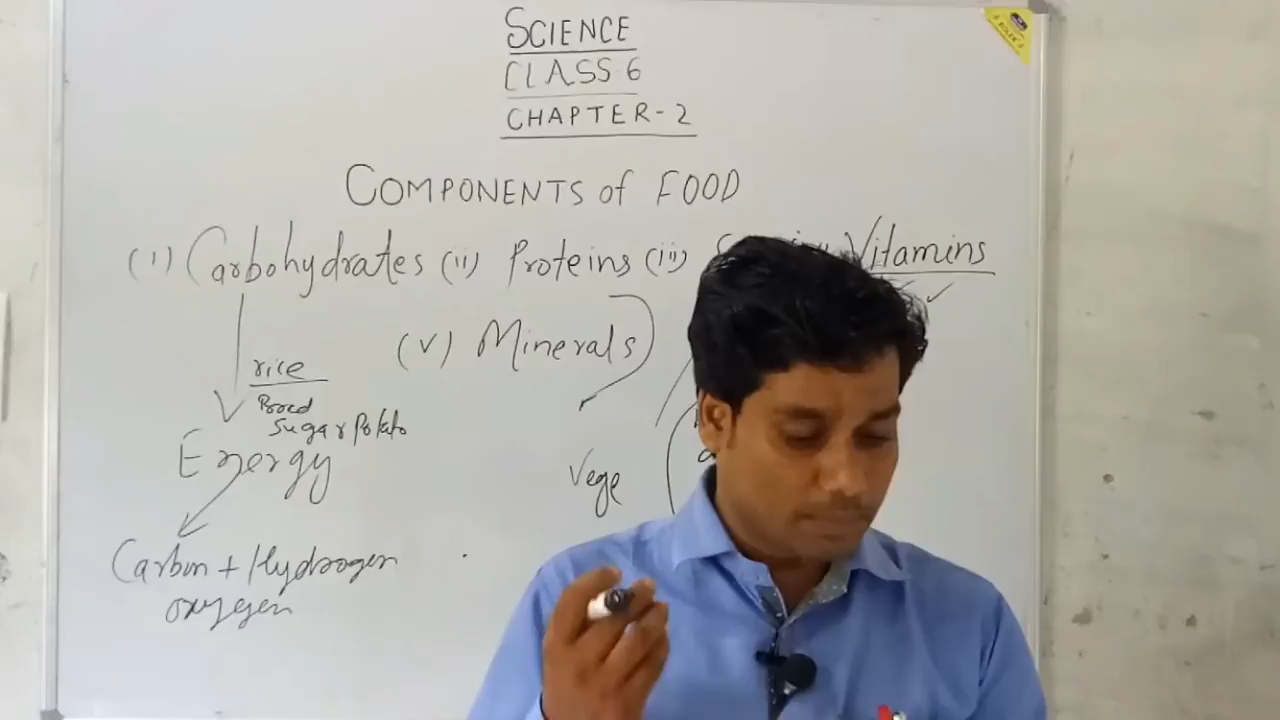 SCIENCE
CLASS 6
CHAPTER-2
COMPONENTS of FOOD
(i) Carbohydrates (ii) Proteins (iii) Vitamins
(v) Minerals
rice
Sugar Potato
Energy
Vege
Carbon + Hydrogen
oxygen